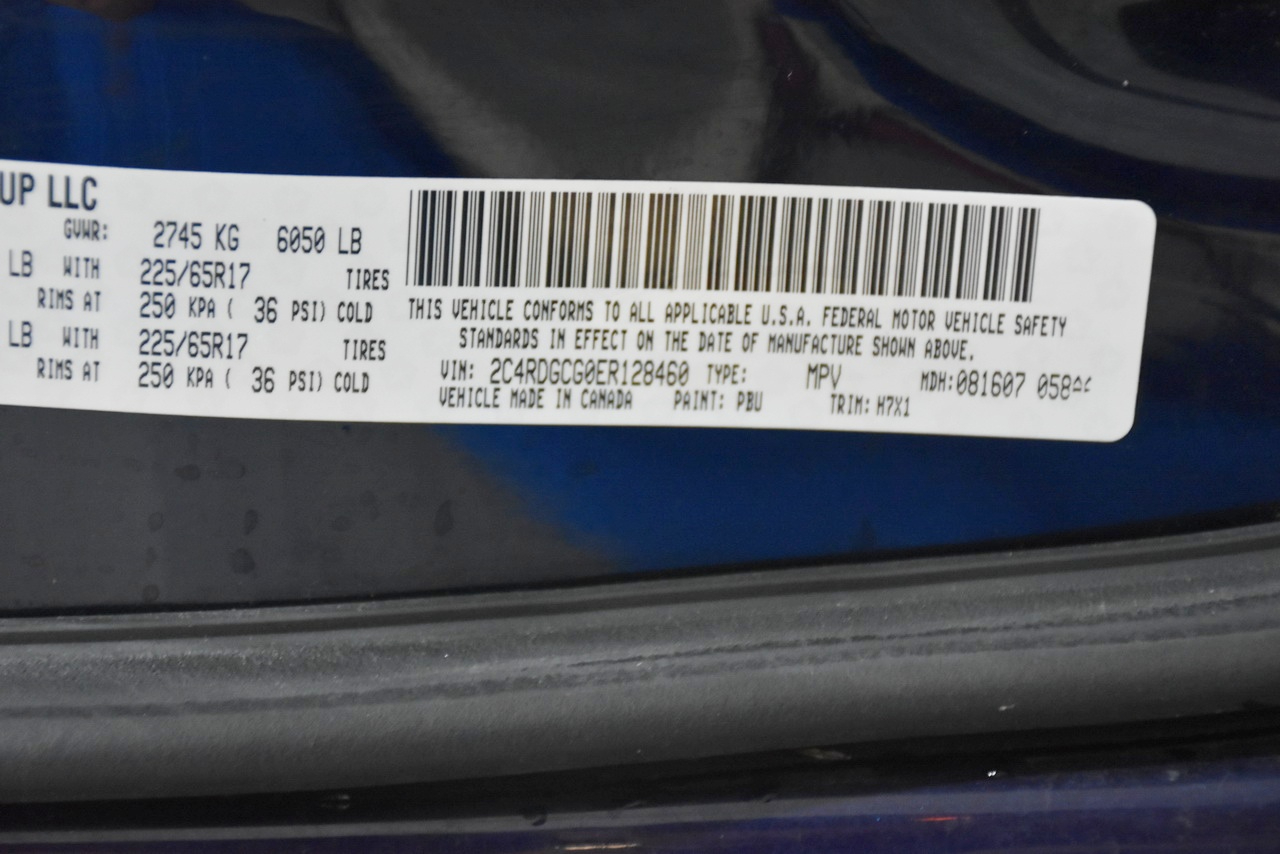 UP LLC
GVWR: 2745 KG 6050 LB
LB WITH 225/65R17 TIRES
RIMS AT 250 KPA ( 36 PSI) COLD
LB WITH 225/65R17 TIRES
RIMS AT 250 KPA ( 36 PSI) COLD
THIS VEHICLE CONFORMS TO ALL APPLICABLE U.S.A. FEDERAL MOTOR VEHICLE SAFETY
STANDARDS IN EFFECT ON THE DATE OF MANUFACTURE SHOWN ABOVE.
VIN: 2C4RDGCG0ER128460 TYPE: MPV MDH:081607 058
VEHICLE MADE IN CANADA PAINT: PBU TRIM: H7X1